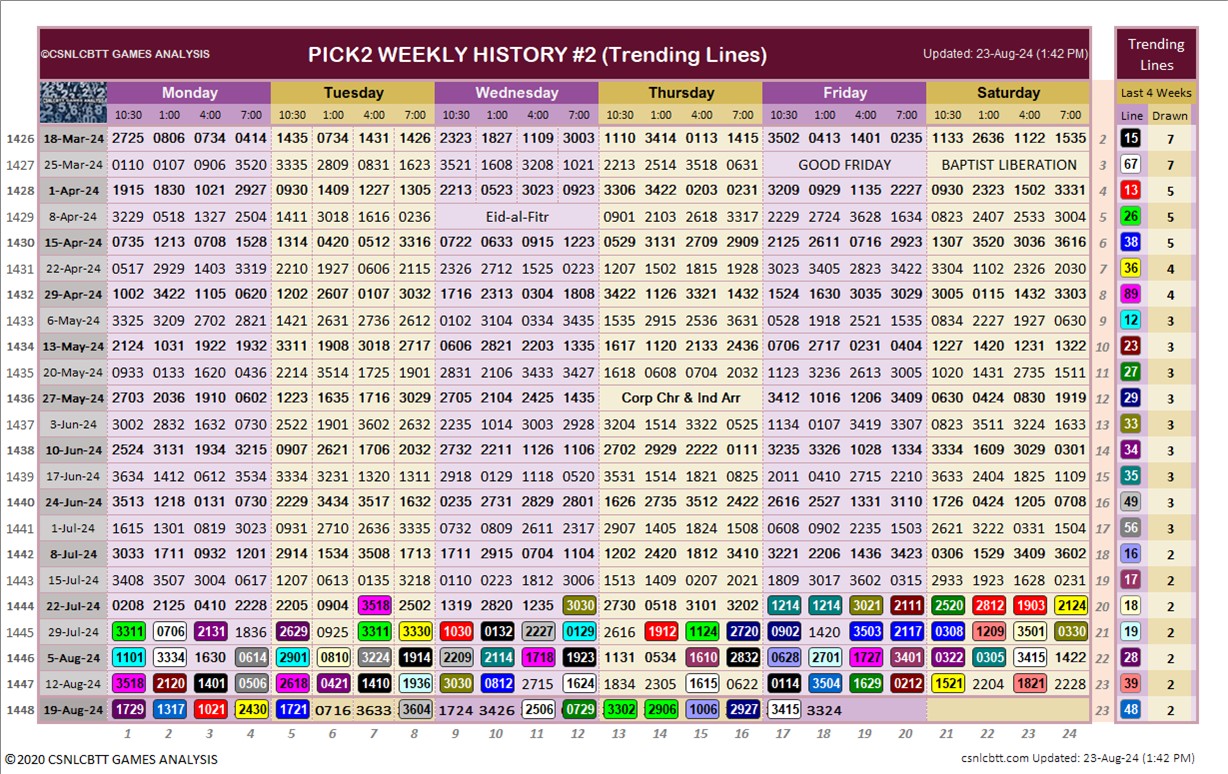 ©CSNLCBTT GAMES ANALYSIS PICK2 WEEKLY HISTORY #2 (Trending Lines) Updated: 23-Aug-24 (1:42 PM)
Trending Lines
Monday Tuesday Wednesday Thursday Friday Saturday Last 4 Weeks
10:30 1:00 4:00 7:00 10:30 1:00 4:00 7:00 10:30 1:00 4:00 7:00 10:30 1:00 4:00 7:00 10:30 1:00 4:00 7:00 10:30 1:00 4:00 7:00 Line Drawn
1426 18-Mar-24 2725 0806 0734 0414 1435 0734 1431 1426 2323 1827 1109 3003 1110 3414 0113 1415 3502 0413 1401 0235 1133 2636 1122 1535 2 15 7
1427 25-Mar-24 0110 0107 0906 3520 3335 2809 0831 1623 3521 1608 3208 1021 2213 2514 3518 0631 GOOD FRIDAY BAPTIST LIBERATION 3 67 7
1428 1-Apr-24 1915 1830 1021 2927 0930 1409 1227 1305 2213 0523 3023 0923 3306 3422 0203 0231 3209 0929 1135 2227 0930 2323 1502 3331 4 13 5
1429 8-Apr-24 3229 0518 1327 2504 1411 3018 1616 0236 Eid-al-Fitr 0901 2103 2618 3317 2229 2724 3628 1634 0823 2407 2533 3004 5 26 5
1430 15-Apr-24 0735 1213 0708 1528 1314 0420 0512 3316 0722 0633 0915 1223 0529 3131 2709 2909 2125 2611 0716 2923 1307 3520 3036 3616 6 38 5
1431 22-Apr-24 0517 2929 1403 3319 2210 1927 0606 2115 2326 2712 1525 0223 1207 1502 1815 1928 3023 3405 2823 3422 3304 1102 2326 2030 7 36 4
1432 29-Apr-24 1002 3422 1105 0620 1202 2607 0107 3033 1716 2313 0304 1808 3422 1126 3321 1432 1524 1630 3535 3029 3005 0115 1432 3303 8 89 4
1433 6-May-24 3325 3209 2702 2821 1421 2631 2736 2612 0102 3104 0334 3435 1535 2915 2536 3631 0528 1918 2521 1535 0834 2227 1927 0630 9 12 3
1434 13-May-24 2124 1031 1922 1932 3311 1908 3018 2717 0606 2821 2203 1335 1617 1120 2133 2436 0706 2717 0231 0404 1227 1420 1231 1322 10 23 3
1435 20-May-24 0933 0133 1620 0436 2214 3514 1725 1901 2831 2106 3433 3427 1618 0608 0704 2032 1123 3236 2613 3005 1020 1431 2735 1511 11 27 3
1436 27-May-24 2703 2036 1910 0602 1223 1635 1716 3029 2705 2104 2425 1435 Corp Chr & Ind Arr 3412 1016 1206 3409 0630 0424 0830 1919 12 29 3
1437 3-Jun-24 3002 2832 1632 0730 2522 1901 3602 2632 2235 1014 3003 2928 3204 1514 3322 0525 1134 0107 3419 3307 0823 3511 3224 1633 13 33 3
1438 10-Jun-24 2524 3131 1934 3215 0907 2621 1706 2032 2732 2211 1126 1106 2702 2929 2222 0111 3235 3326 1028 1334 3334 1609 3029 0301 14 34 3
1439 17-Jun-24 3634 1412 0612 3534 3334 3231 1320 1311 2918 0129 1118 0520 3531 1514 1821 0825 2011 0410 2715 2210 3633 2404 1825 1109 15 35 3
1440 24-Jun-24 3513 1218 0131 0730 2229 3434 3517 1632 0235 2731 2829 2801 1626 2735 3512 2422 2616 2527 1331 3110 1726 0424 1205 0708 16 49 3
1441 1-Jul-24 1615 1301 0819 3023 0931 2710 2636 3335 0732 0809 2611 2317 2907 1405 1824 1508 0608 0902 2235 1503 2621 3222 0331 1504 17 56 3
1442 8-Jul-24 3033 1711 0932 1201 2914 1534 3508 1713 1711 2915 0704 1104 1202 2420 1812 3410 3221 2206 1436 3423 0306 1529 3409 3602 18 16 2
1443 15-Jul-24 3408 3507 3004 0617 1207 0613 0135 3218 0110 0223 1812 3006 1513 1409 0207 2021 1809 3017 3602 0315 2933 1923 1628 0231 19 17 2
1444 22-Jul-24 0208 2125 0410 2228 2205 0904 3518 2502 1319 2820 1235 3030 2730 0518 3101 3202 1214 1214 3021 2111 2520 2812 1903 2124 20 18 2
1445 29-Jul-24 3311 0706 2131 1836 2629 0925 3311 3330 1030 0132 2227 0129 2616 1912 1124 2720 0902 1420 3503 2117 0308 1209 3501 0330 21 19 2
1446 5-Aug-24 1101 3334 1630 0614 2901 0810 3224 1914 2209 2114 1718 1923 1131 0534 1610 2832 0628 2701 1727 3401 0322 0305 3415 1422 22 28 2
1447 12-Aug-24 3518 2120 1401 0506 2618 0421 1410 1936 3030 0812 2715 1624 1834 2305 1615 0622 0114 3504 1629 0212 1521 2204 1821 2228 23 39 2
1448 19-Aug-24 1729 1317 1021 2430 1721 0716 3633 3604 1724 3426 2506 0729 3302 2906 1006 2927 3415 3324 23 48 2
1 2 3 4 5 6 7 8 9 10 11 12 13 14 15 16 17 18 19 20 21 22 23 24
©2020 CSNLCBTT GAMES ANALYSIS csnlcbtt.com Updated: 23-Aug-24 (1:42 PM)